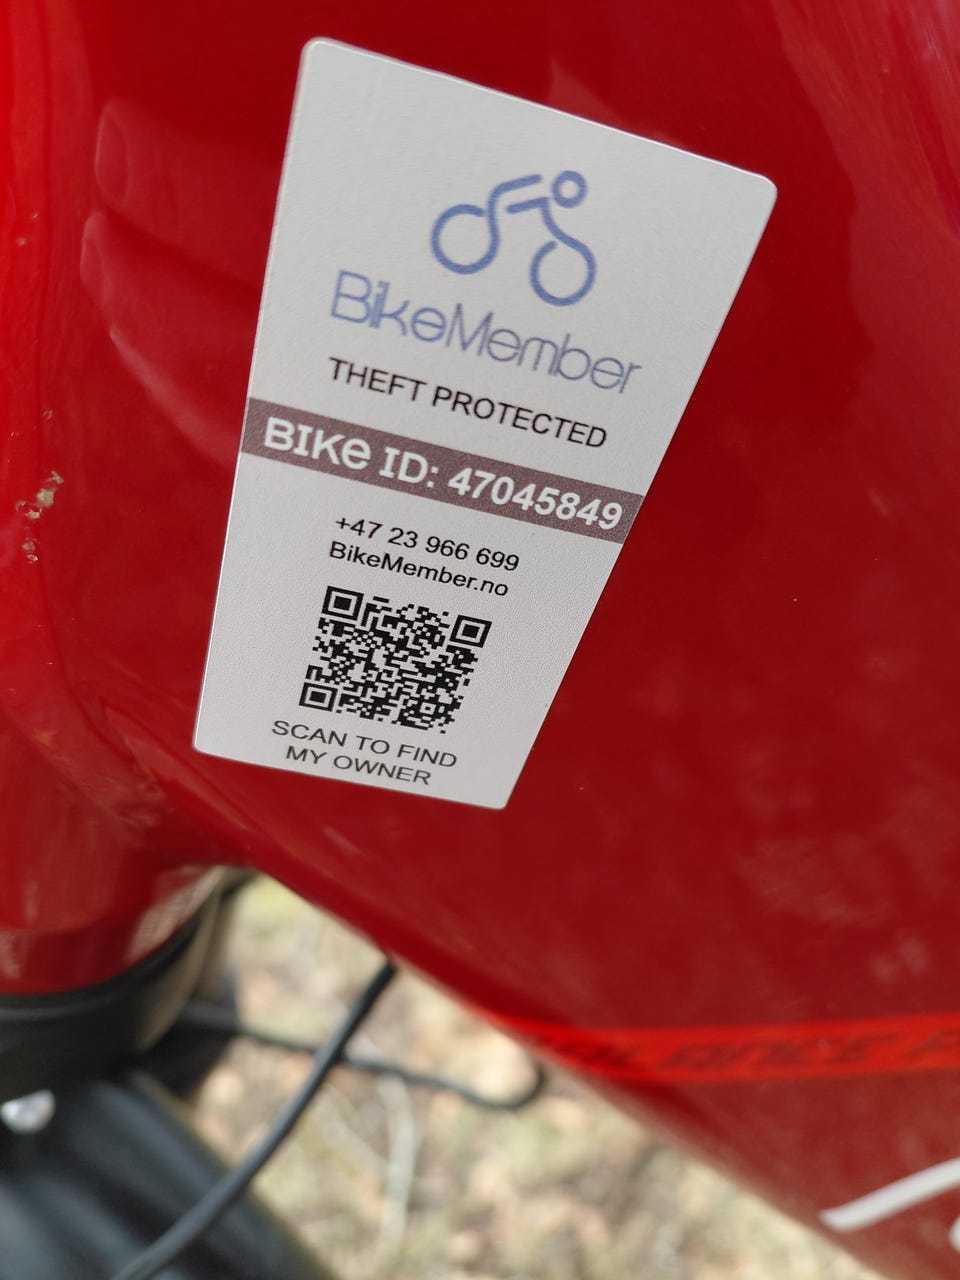 BikeMember
THEFT PROTECTED
BIKE ID: 47045849
+47 23 966 699
BikeMember.no
SCAN TO FIND
MY OWNER